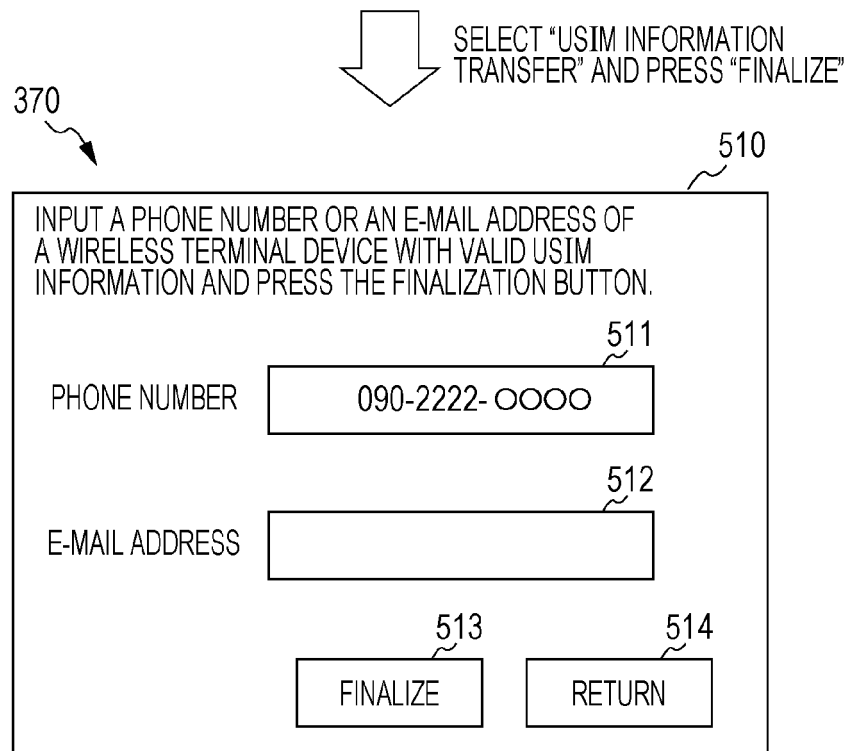 SELECT “USIM INFORMATION
TRANSFER” AND PRESS “FINALIZE”
370
510
INPUT A PHONE NUMBER OR AN E-MAIL ADDRESS OF
A WIRELESS TERMINAL DEVICE WITH VALID USIM
INFORMATION AND PRESS THE FINALIZATION BUTTON.
511
PHONE NUMBER 090-2222-○○○○
512
E-MAIL ADDRESS
513 514
FINALIZE RETURN